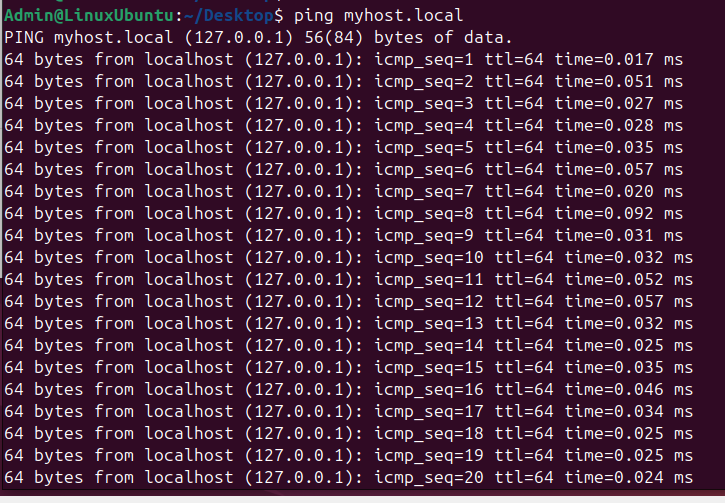 Admin@LinuxUbuntu:~/Desktop$ ping myhost.local
PING myhost.local (127.0.0.1) 56(84) bytes of data.
64 bytes from localhost (127.0.0.1): icmp_seq=1 ttl=64 time=0.017 ms
64 bytes from localhost (127.0.0.1): icmp_seq=2 ttl=64 time=0.051 ms
64 bytes from localhost (127.0.0.1): icmp_seq=3 ttl=64 time=0.027 ms
64 bytes from localhost (127.0.0.1): icmp_seq=4 ttl=64 time=0.028 ms
64 bytes from localhost (127.0.0.1): icmp_seq=5 ttl=64 time=0.035 ms
64 bytes from localhost (127.0.0.1): icmp_seq=6 ttl=64 time=0.057 ms
64 bytes from localhost (127.0.0.1): icmp_seq=7 ttl=64 time=0.020 ms
64 bytes from localhost (127.0.0.1): icmp_seq=8 ttl=64 time=0.092 ms
64 bytes from localhost (127.0.0.1): icmp_seq=9 ttl=64 time=0.031 ms
64 bytes from localhost (127.0.0.1): icmp_seq=10 ttl=64 time=0.032 ms
64 bytes from localhost (127.0.0.1): icmp_seq=11 ttl=64 time=0.052 ms
64 bytes from localhost (127.0.0.1): icmp_seq=12 ttl=64 time=0.057 ms
64 bytes from localhost (127.0.0.1): icmp_seq=13 ttl=64 time=0.032 ms
64 bytes from localhost (127.0.0.1): icmp_seq=14 ttl=64 time=0.025 ms
64 bytes from localhost (127.0.0.1): icmp_seq=15 ttl=64 time=0.035 ms
64 bytes from localhost (127.0.0.1): icmp_seq=16 ttl=64 time=0.046 ms
64 bytes from localhost (127.0.0.1): icmp_seq=17 ttl=64 time=0.034 ms
64 bytes from localhost (127.0.0.1): icmp_seq=18 ttl=64 time=0.025 ms
64 bytes from localhost (127.0.0.1): icmp_seq=19 ttl=64 time=0.025 ms
64 bytes from localhost (127.0.0.1): icmp_seq=20 ttl=64 time=0.024 ms